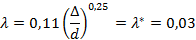 λ = 0,11(Δ/d)^0,25 = λ* = 0,03